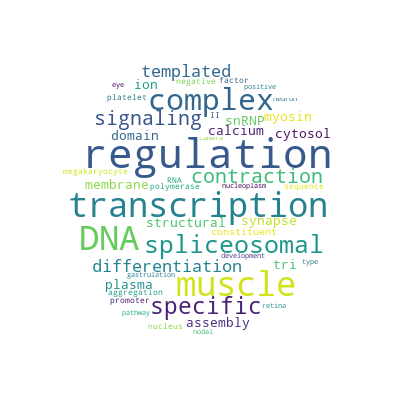 templated
factor
negative
positive
eye
ion
platelet
complex
neuron
signaling
snRNP
II
myosin
domain
calcium
cytosol
camera
regulation
megakaryocyte
RNA
contraction
membrane
polymerase
nucleoplasm
sequence
transcription
DNA
structural
synapse
constituent
spliceosomal
development
differentiation
tri
type
gastrulation
muscle
plasma
aggregation
promoter
specific
retina
pathway
nucleus
assembly
nodal